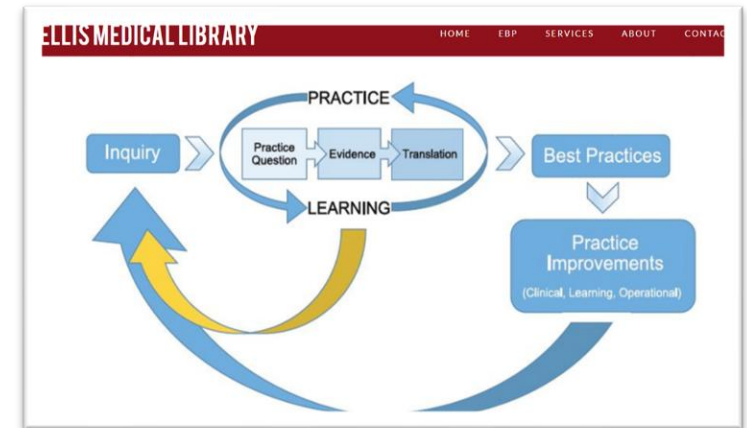 ELLIS MEDICAL LIBRARY
HOME EBP SERVICES ABOUT CONTAC
PRACTICE
Inquiry
Practice
Question
Evidence
Translation
LEARNING
Best Practices
Practice
Improvements
(Clinical, Learning, Operational)